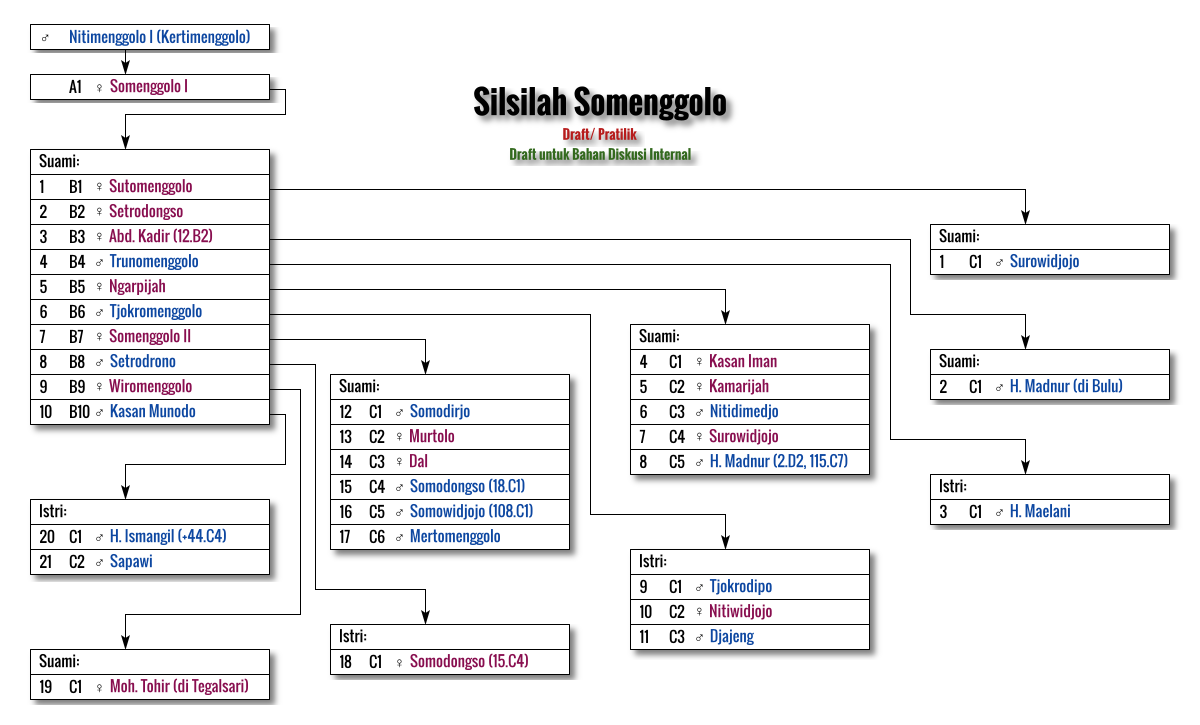 ♂ Nitimenggolo I (Kertimenggolo)
A1 ♀ Somenggolo I
Silsilah Somenggolo
Draft/ Pratilik
Draft untuk Bahan Diskusi Internal
Suami:
1 B1 ♀ Sutomenggolo
2 B2 ♀ Setrodongso
3 B3 ♀ Abd. Kadir (12.B2)
4 B4 ♂ Trunomenggolo
5 B5 ♀ Ngarpijah
6 B6 ♂ Tjokromenggolo
7 B7 ♀ Somenggolo II
8 B8 ♂ Setrodrono
9 B9 ♀ Wiromenggolo
10 B10 ♂ Kasan Munodo
Suami:
1 C1 ♂ Surowidjojo
Suami:
2 C1 ♂ H. Madnur (di Bulu)
Istri:
3 C1 ♂ H. Maelani
Suami:
4 C1 ♀ Kasan Iman
5 C2 ♀ Kamarijah
6 C3 ♂ Nitidimedjo
7 C4 ♀ Surowidjojo
8 C5 ♂ H. Madnur (2.D2, 115.C7)
Istri:
9 C1 ♂ Tjokrodipo
10 C2 ♀ Nitiwidjojo
11 C3 ♂ Djajeng
Suami:
12 C1 ♂ Somodirjo
13 C2 ♀ Murtolo
14 C3 ♀ Dal
15 C4 ♂ Somodongso (18.C1)
16 C5 ♂ Somowidjojo (108.C1)
17 C6 ♂ Mertomenggolo
Istri:
18 C1 ♀ Somodongso (15.C4)
Suami:
19 C1 ♀ Moh. Tohir (di Tegalsari)
Istri:
20 C1 ♂ H. Ismangil (+44.C4)
21 C2 ♂ Sapawi